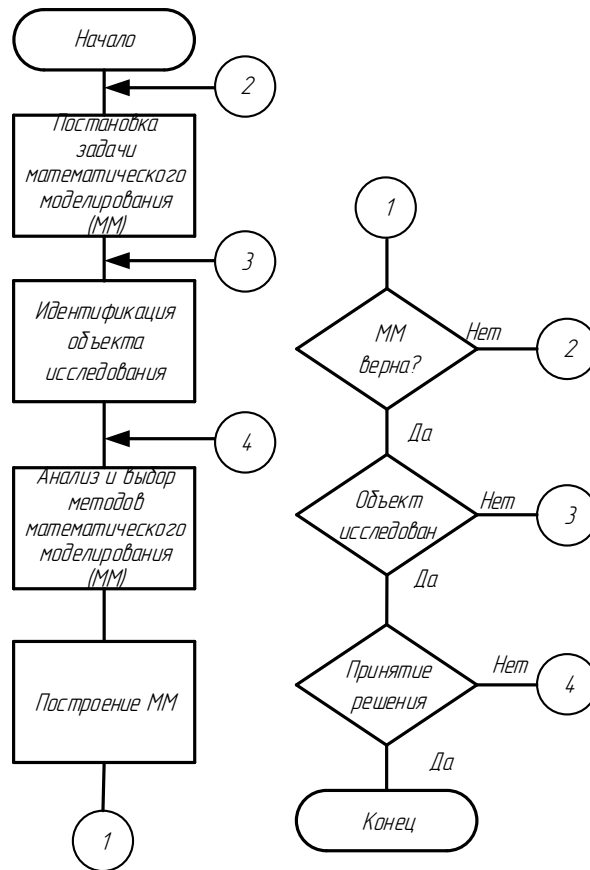 Начало
2
Постановка
задачи
математического
моделирования
(ММ)
3
Идентификация
объекта
исследования
4
Анализ и выбор
методов
математического
моделирования
(ММ)
Построение ММ
1
1
ММ
верна?
Нет
2
Да
Объект
исследован
Нет
3
Да
Принятие
решения
Нет
4
Да
Конец